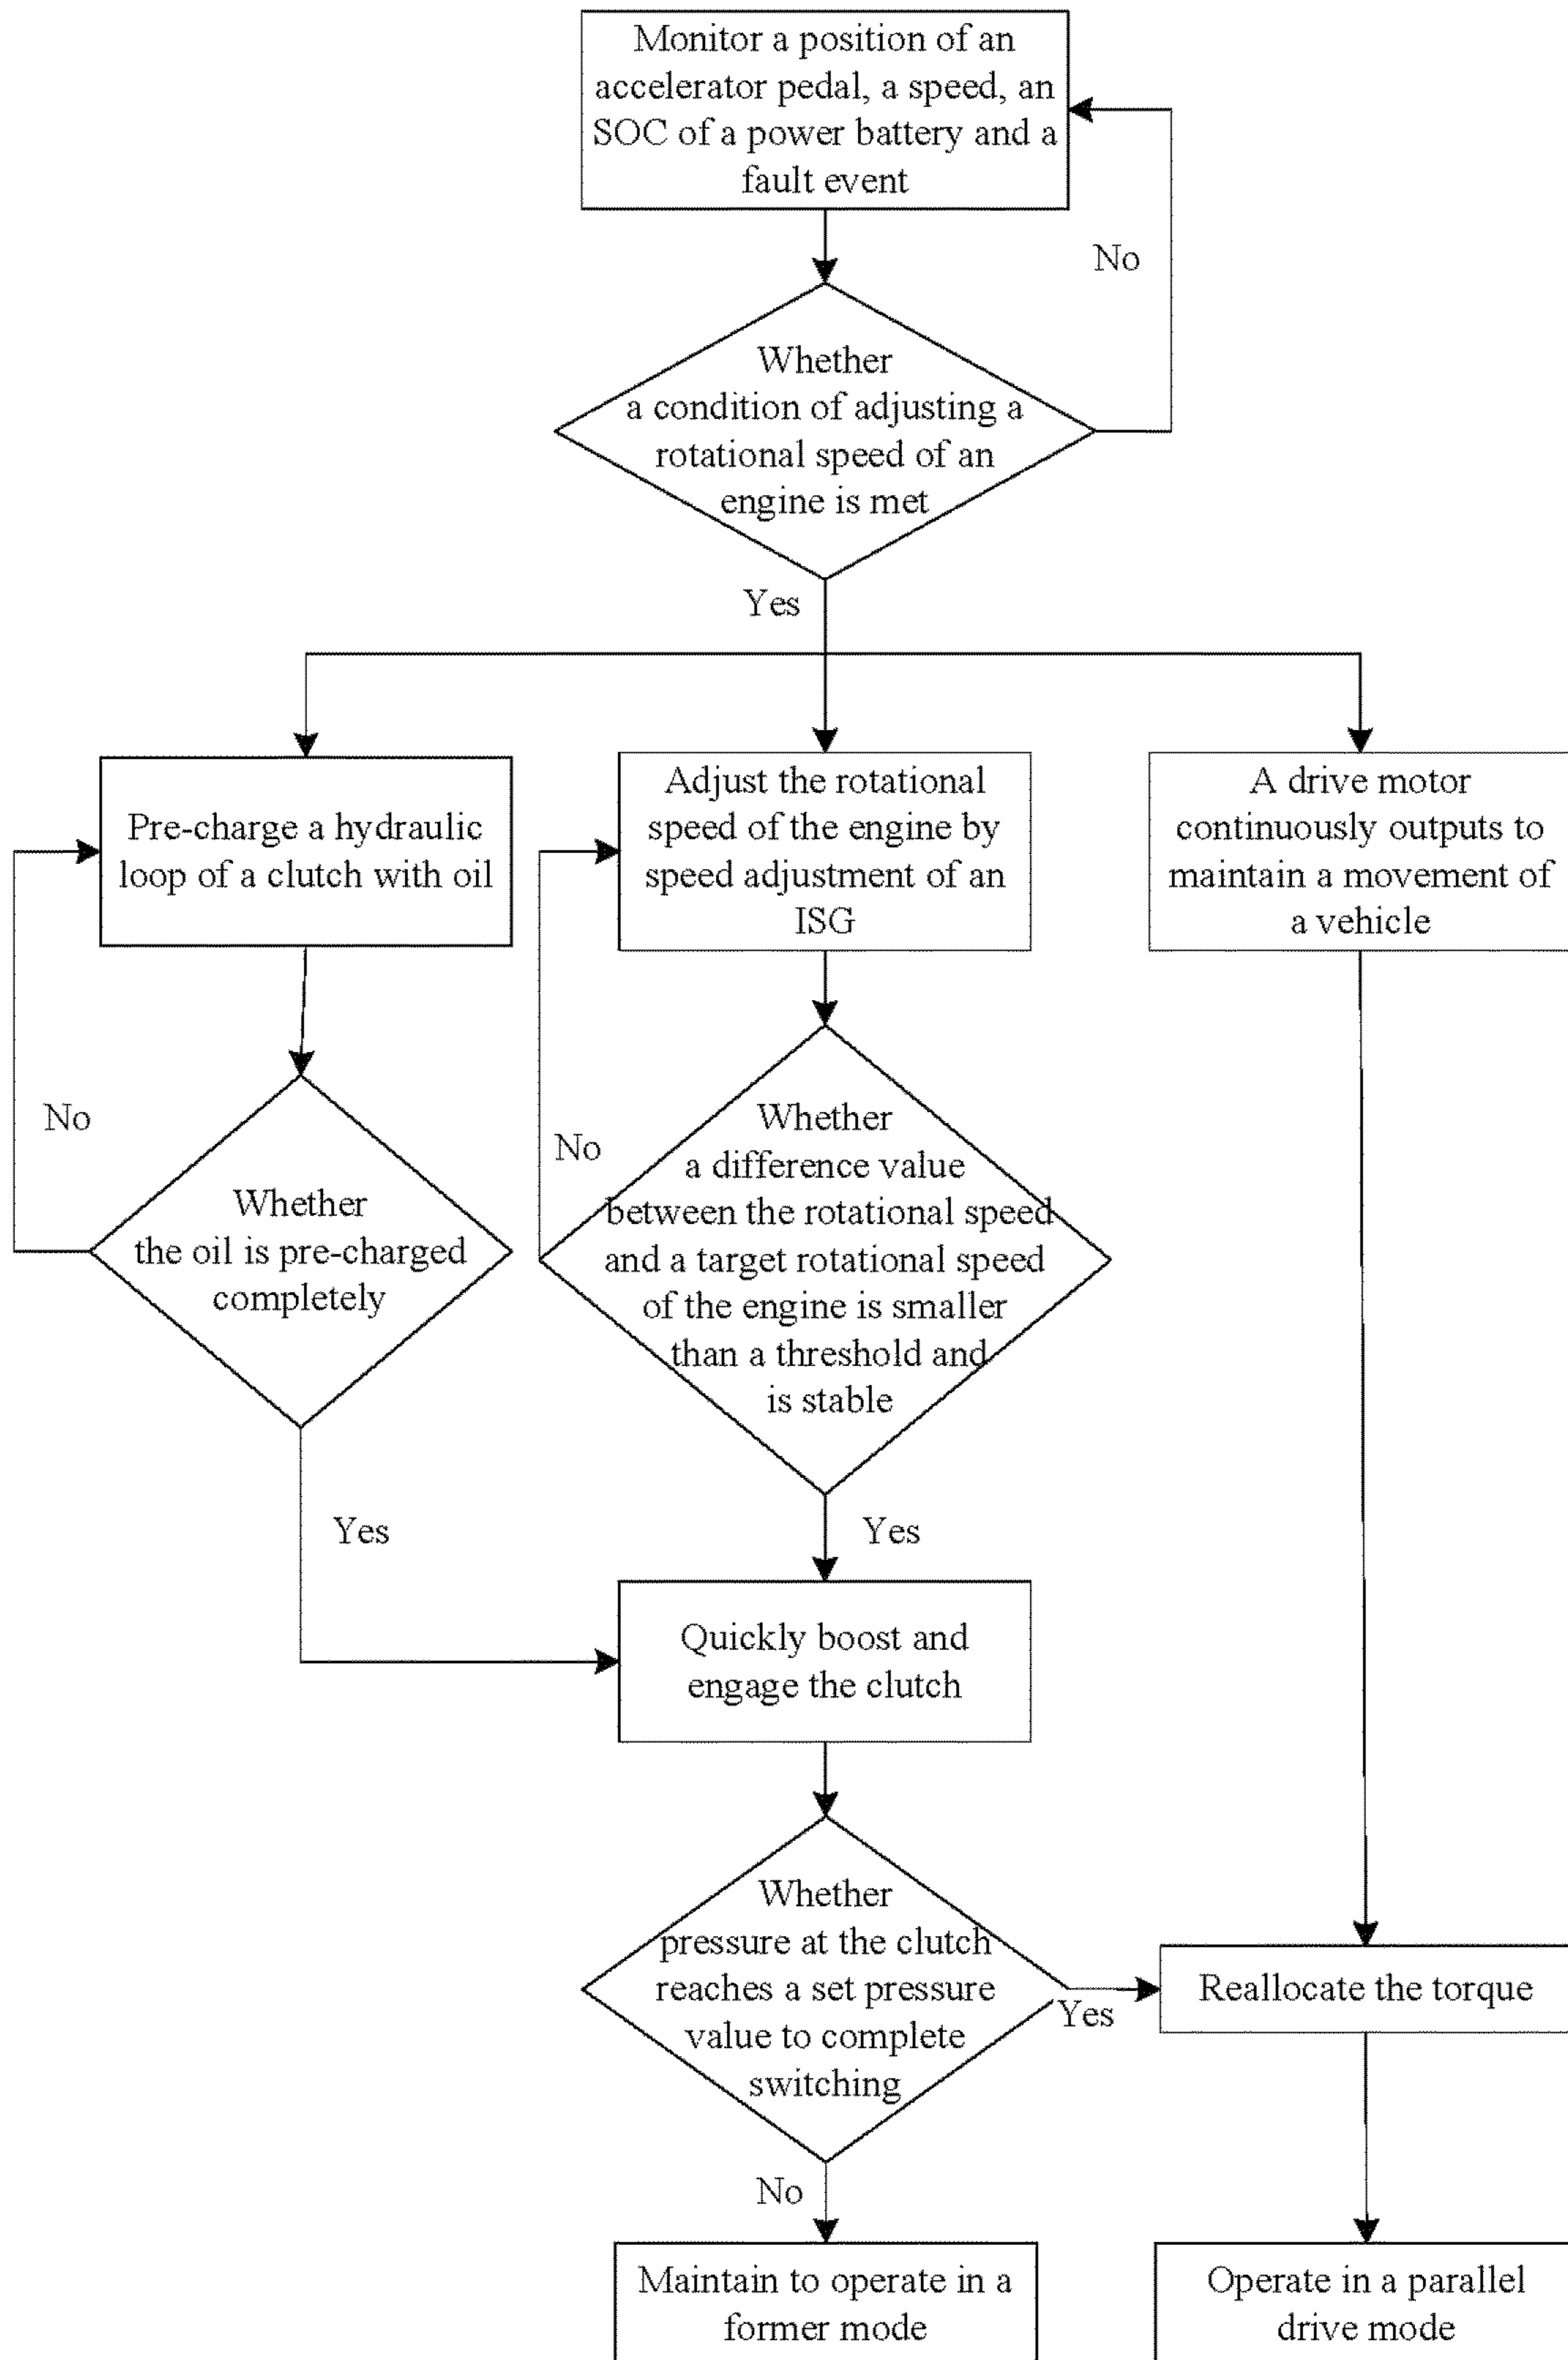 Monitor a position of an
accelerator pedal, a speed, an
SOC of a power battery and a
fault event
No
Whether
a condition of adjusting a
rotational speed of an
engine is met
Yes
Pre-charge a hydraulic
loop of a clutch with oil
Adjust the rotational
speed of the engine by
speed adjustment of an
ISG
A drive motor
continuously outputs to
maintain a movement of
a vehicle
No
Whether
the oil is pre-charged
completely
No
Whether
a difference value
between the rotational speed
and a target rotational speed
of the engine is smaller
than a threshold and
is stable
Yes
Yes
Quickly boost and
engage the clutch
Whether
pressure at the clutch
reaches a set pressure
value to complete
switching
Yes
Reallocate the torque
No
Maintain to operate in a
former mode
Operate in a parallel
drive mode